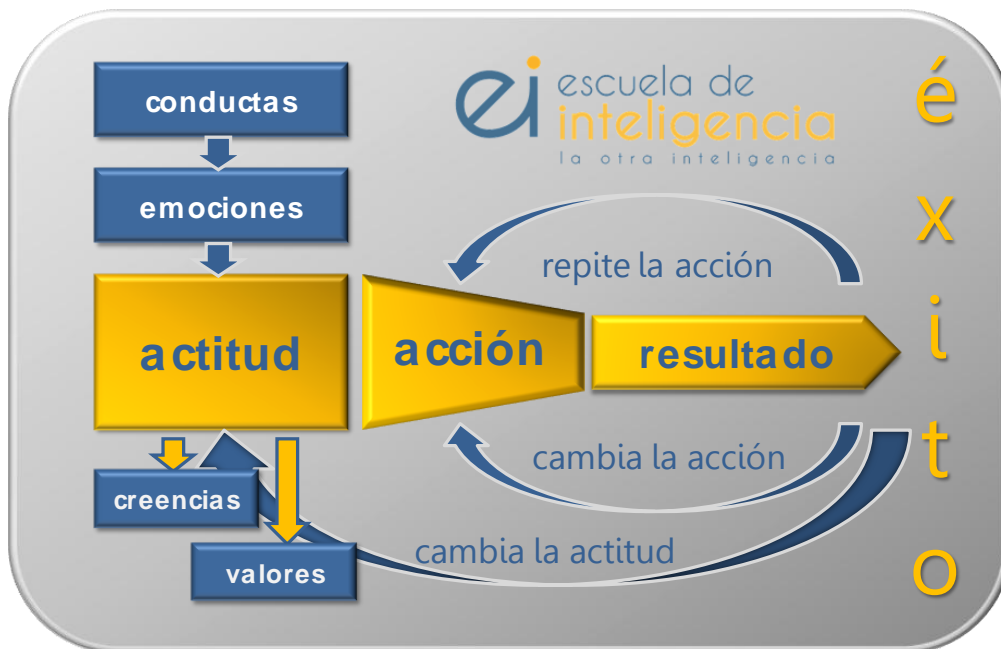 conductas
ei escuela de
inteligencia
la otra inteligencia
é
x
i
t
o
emociones
repite la acción
actitud
acción
resultado
cambia la acción
creencias
cambia la actitud
valores